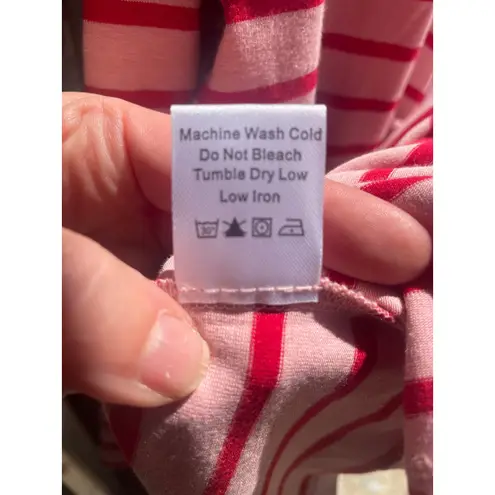 Machine Wash Cold
Do Not Bleach
Tumble Dry Low
Low Iron
30°